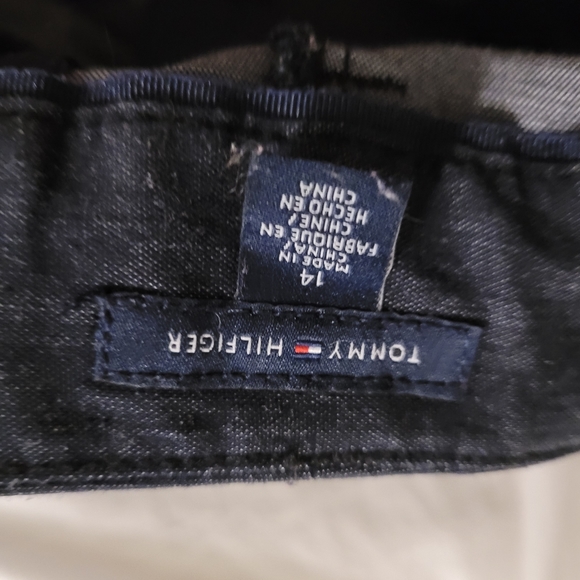 TOMMY HILFIGER
14
MADE IN
CHINA/
FABRIQUE EN
CHINE/
HECHO EN
CHINA